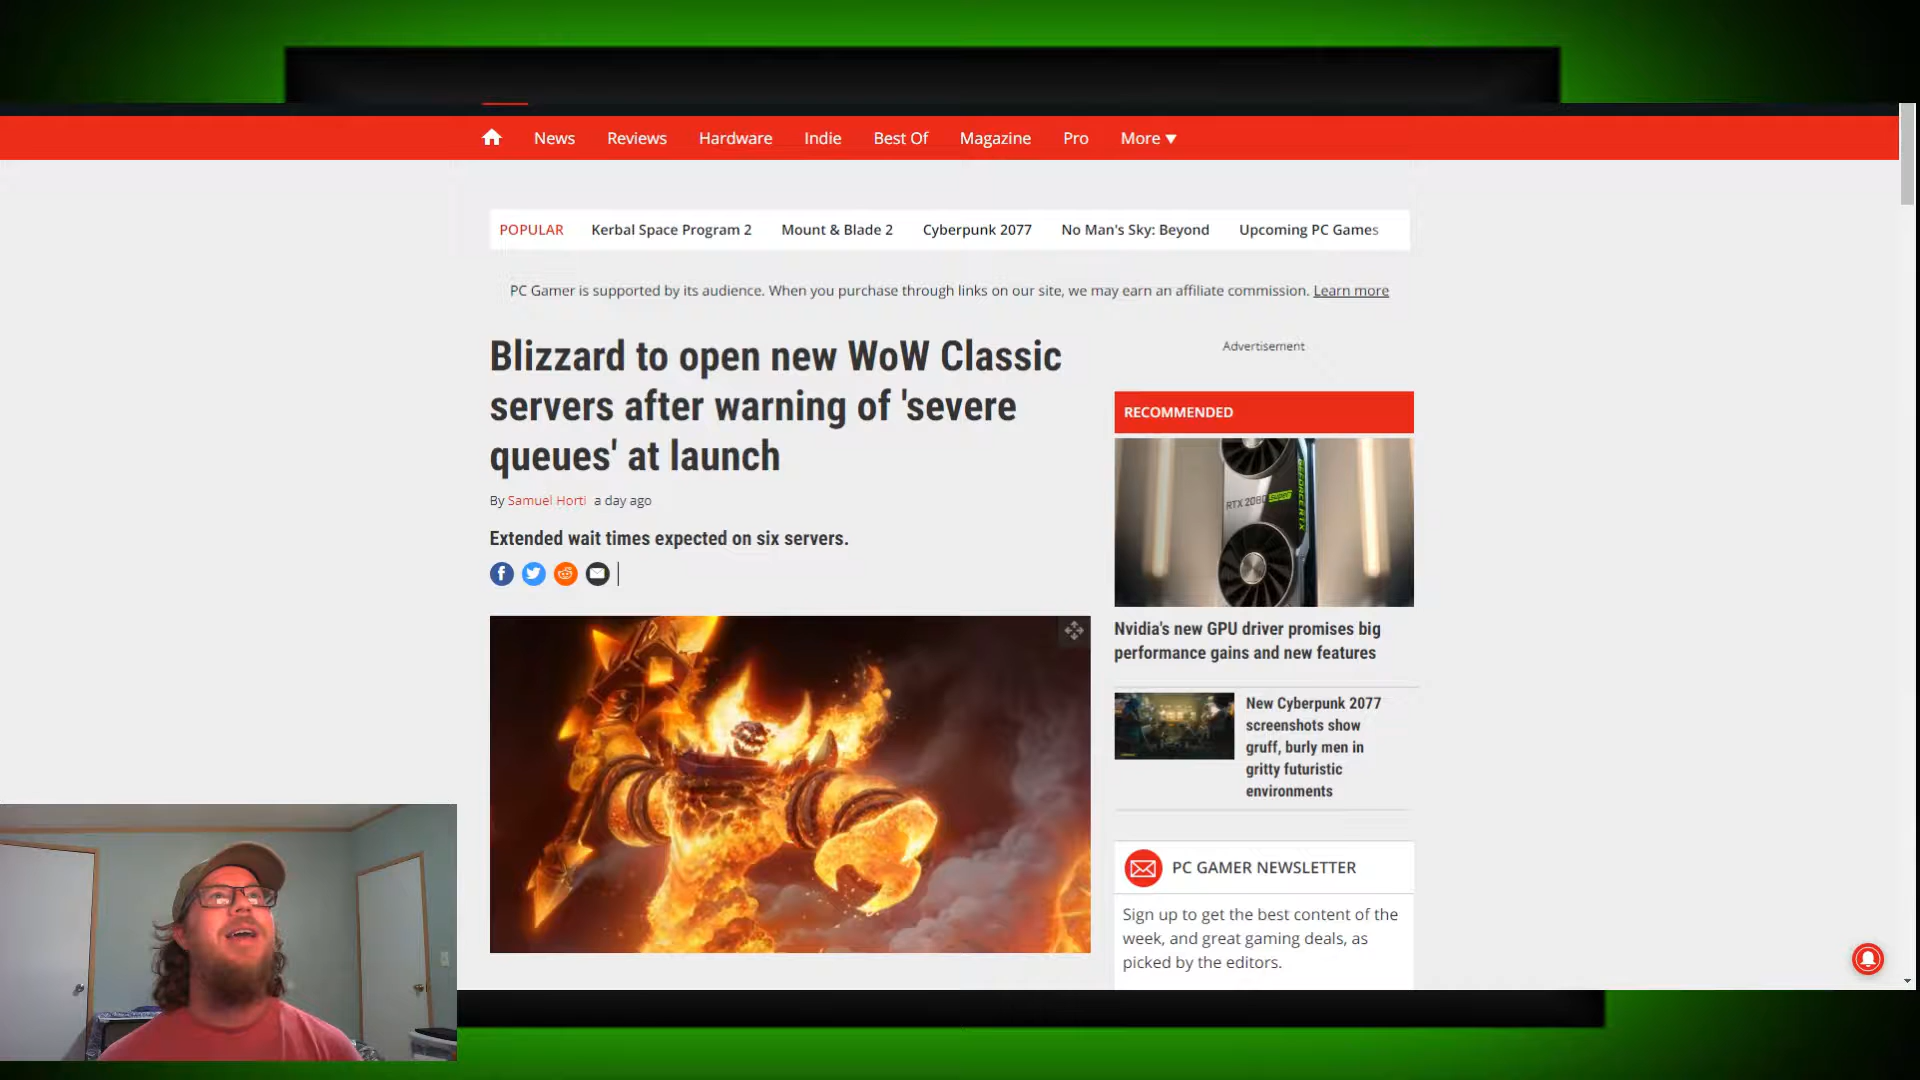 News Reviews Hardware Indie Best Of Magazine Pro More ▼
POPULAR Kerbal Space Program 2 Mount & Blade 2 Cyberpunk 2077 No Man's Sky: Beyond Upcoming PC Games
PC Gamer is supported by its audience. When you purchase through links on our site, we may earn an affiliate commission. Learn more
Blizzard to open new WoW Classic
servers after warning of 'severe
queues' at launch
By Samuel Horti a day ago
Extended wait times expected on six servers.
Advertisement
RECOMMENDED
RTX 2080 SUPER
GEFORCE RTX
Nvidia's new GPU driver promises big
performance gains and new features
New Cyberpunk 2077
screenshots show
gruff, burly men in
gritty futuristic
environments
PC GAMER NEWSLETTER
Sign up to get the best content of the
week, and great gaming deals, as
picked by the editors.